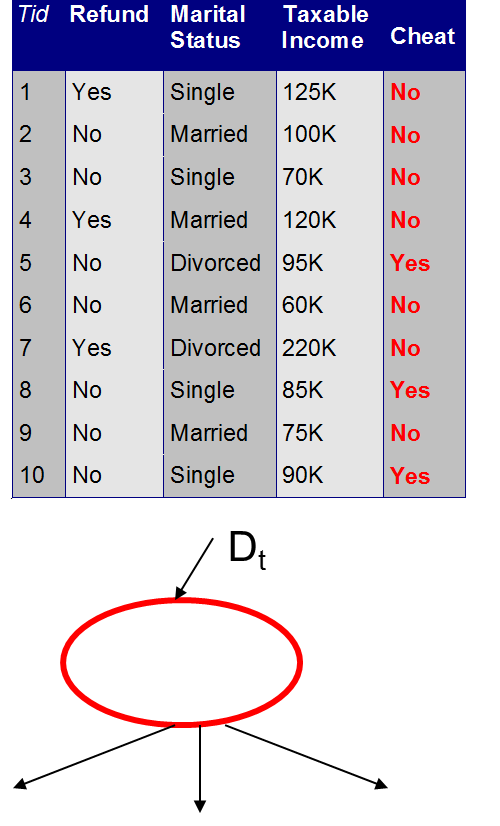 Tid Refund Marital Status Taxable Income Cheat
1 Yes Single 125K No
2 No Married 100K No
3 No Single 70K No
4 Yes Married 120K No
5 No Divorced 95K Yes
6 No Married 60K No
7 Yes Divorced 220K No
8 No Single 85K Yes
9 No Married 75K No
10 No Single 90K Yes
Dt